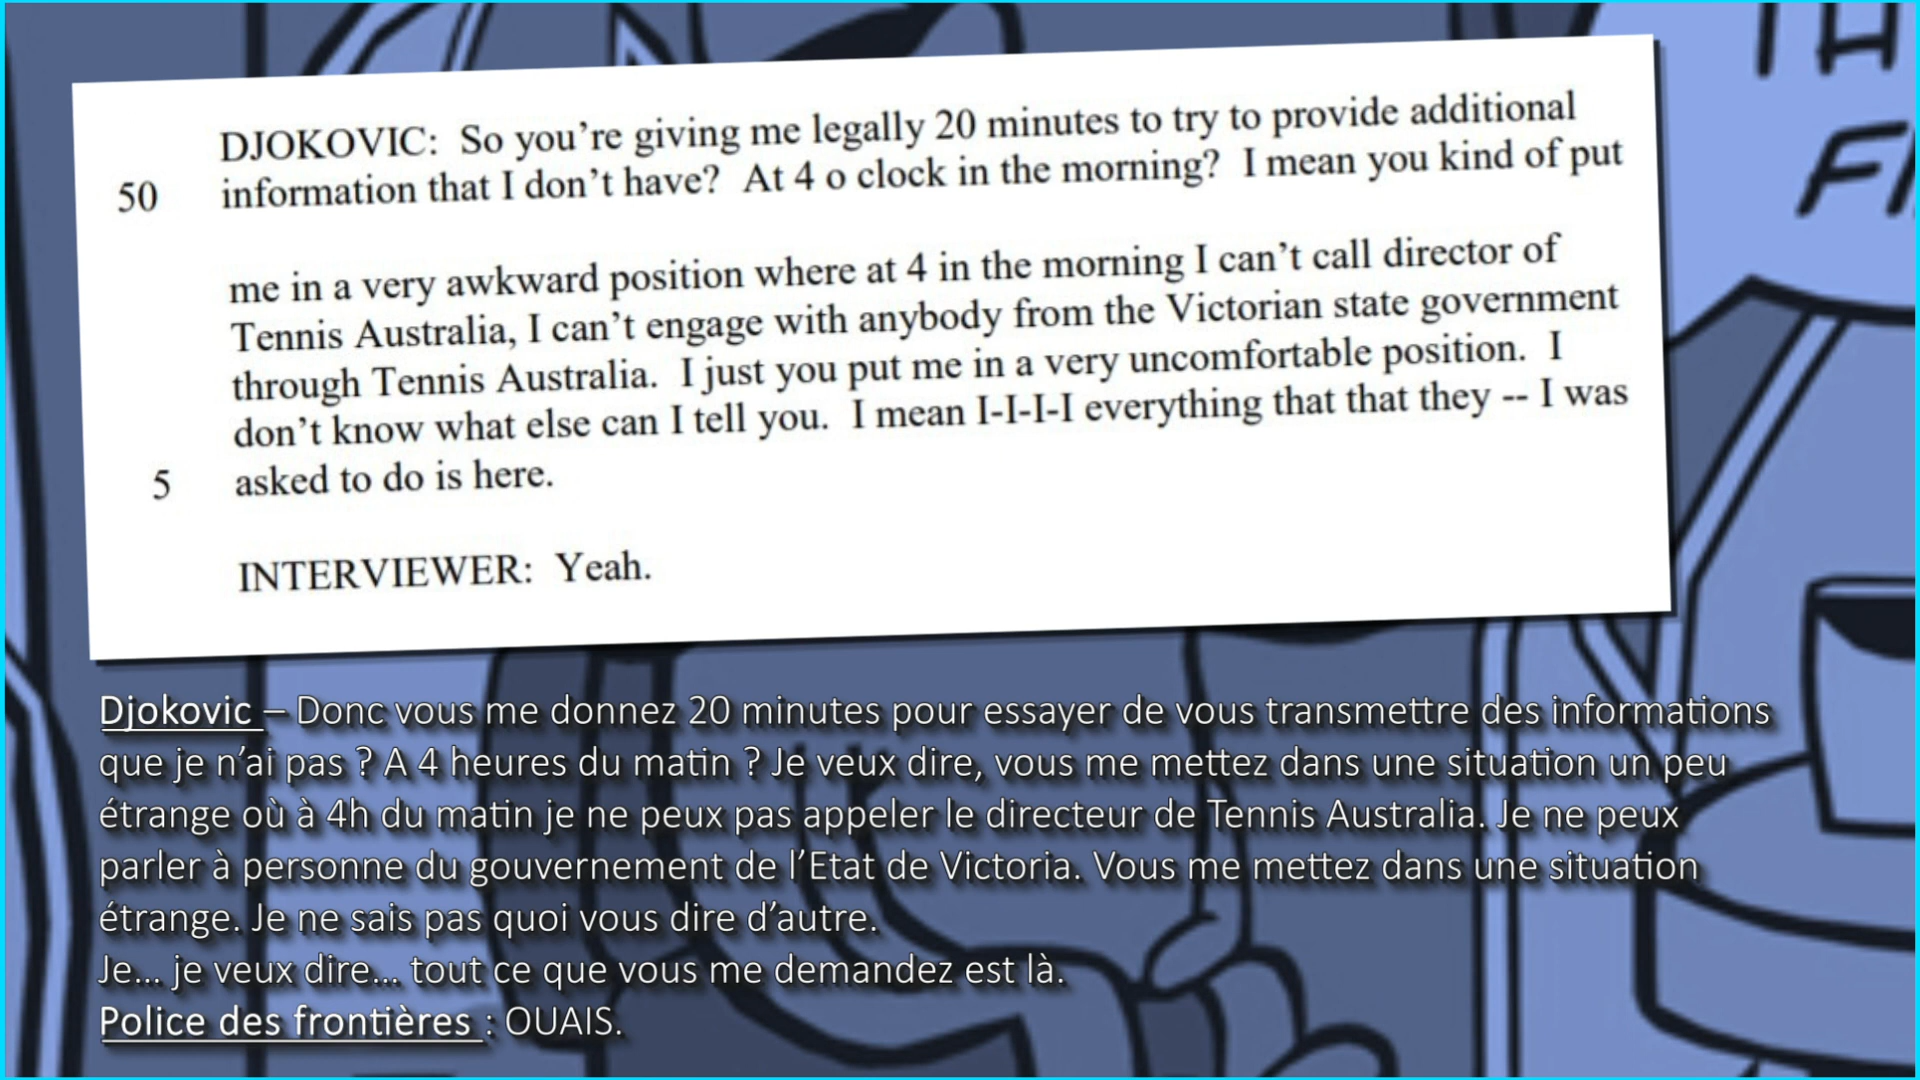 DJOKOVIC: So you're giving me legally 20 minutes to try to provide additional
50 information that I don't have? At 4 o clock in the morning? I mean you kind of put
me in a very awkward position where at 4 in the morning I can't call director of
Tennis Australia, I can't engage with anybody from the Victorian state government
through Tennis Australia. I just you put me in a very uncomfortable position. I
don't know what else can I tell you. I mean I-I-I-I everything that that they -- I was
5 asked to do is here.
INTERVIEWER: Yeah.
Djokovic – Donc vous me donnez 20 minutes pour essayer de vous transmettre des informations
que je n'ai pas ? A 4 heures du matin ? Je veux dire, vous me mettez dans une situation un peu
étrange où à 4h du matin je ne peux pas appeler le directeur de Tennis Australia. Je ne peux
parler à personne du gouvernement de l'Etat de Victoria. Vous me mettez dans une situation
étrange. Je ne sais pas quoi vous dire d'autre.
Je... je veux dire... tout ce que vous me demandez est là.
Police des frontières : OUAIS.